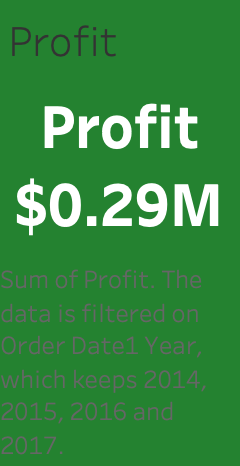 Profit
Profit
$0.29M
Sum of Profit. The
data is filtered on
Order Date1 Year,
which keeps 2014,
2015, 2016 and
2017.